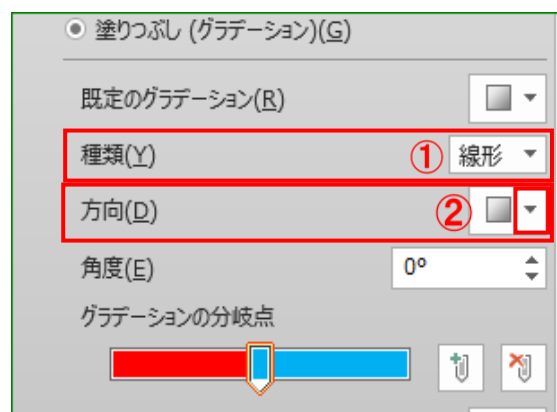 塗りつぶし (グラデーション)(G)
既定のグラデーション(R)
種類(Y) ① 線形
方向(D) ②
角度(E) 0°
グラデーションの分岐点